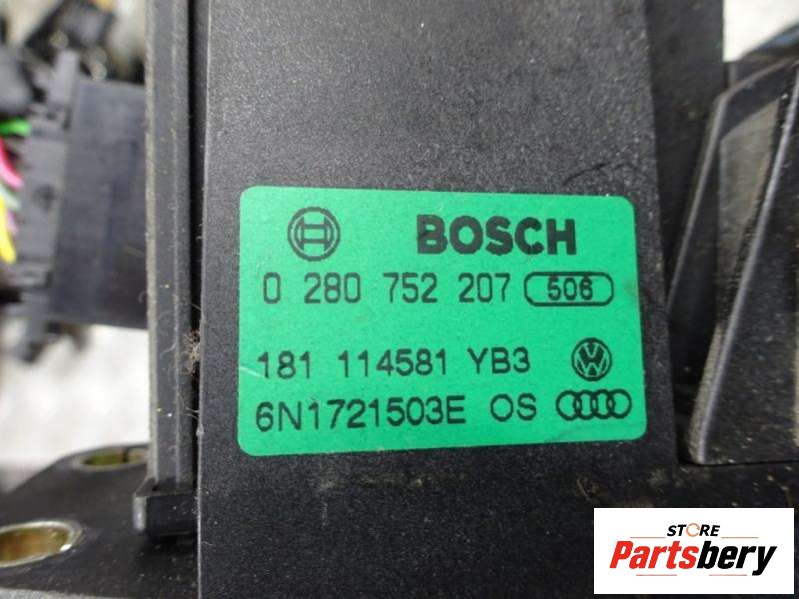 BOSCH
0 280 752 207 506
181 114581 YB3
6N1721503E OS
STORE
Partsbery